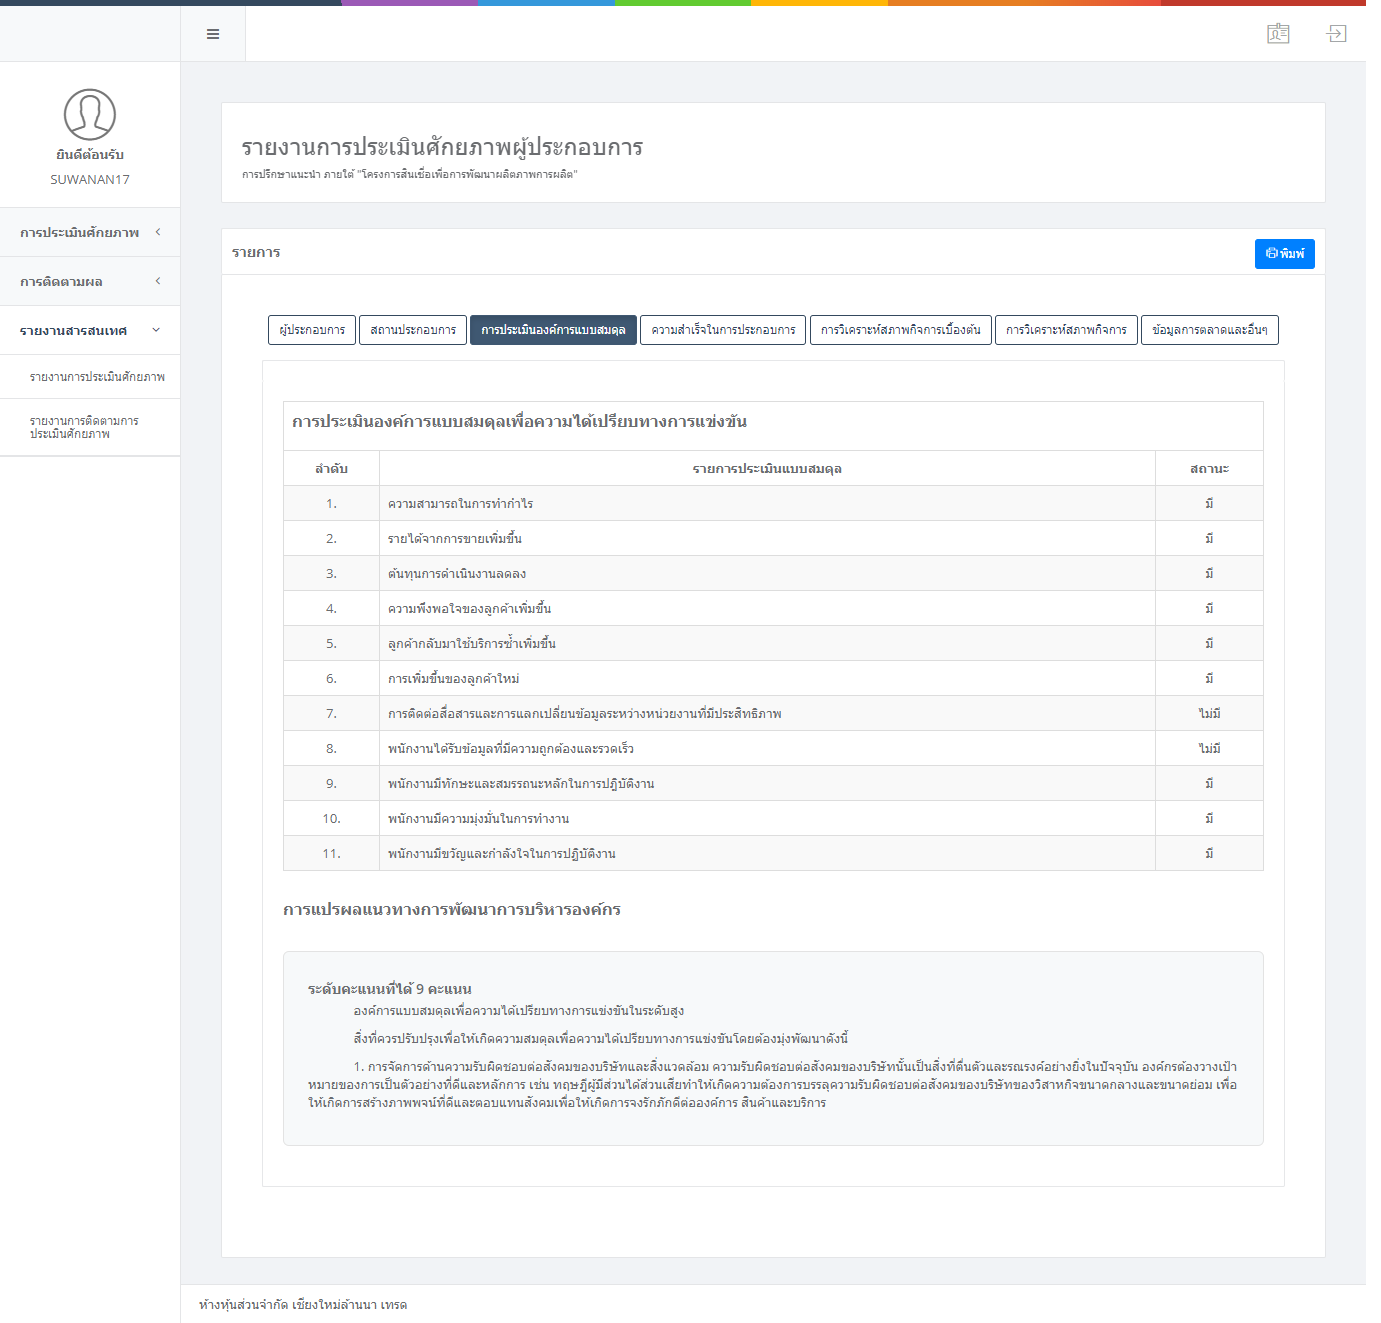 ยินดีต้อนรับ
SUWANAN17
การประเมินศักยภาพ
การติดตามผล
รายงานสารสนเทศ
รายงานการประเมินศักยภาพ
รายงานการติดตามการ
ประเมินศักยภาพ
รายงานการประเมินศักยภาพผู้ประกอบการ
การปรึกษาแนะนำ ภายใต้ "โครงการสินเชื่อเพื่อการพัฒนาผลิตภาพการผลิต"
รายการ
พิมพ์
ผู้ประกอบการ สถานประกอบการ การประเมินองค์การแบบสมดุล ความสำเร็จในการประกอบการ การวิเคราะห์สภาพกิจการเบื้องต้น การวิเคราะห์สภาพกิจการ ข้อมูลการตลาดและอื่นๆ
การประเมินองค์การแบบสมดุลเพื่อความได้เปรียบทางการแข่งขัน
ลำดับ รายการประเมินแบบสมดุล สถานะ
1. ความสามารถในการทำกำไร มี
2. รายได้จากการขายเพิ่มขึ้น มี
3. ต้นทุนการดำเนินงานลดลง มี
4. ความพึงพอใจของลูกค้าเพิ่มขึ้น มี
5. ลูกค้ากลับมาใช้บริการซ้ำเพิ่มขึ้น มี
6. การเพิ่มขึ้นของลูกค้าใหม่ มี
7. การติดต่อสื่อสารและการแลกเปลี่ยนข้อมูลระหว่างหน่วยงานที่มีประสิทธิภาพ ไม่มี
8. พนักงานได้รับข้อมูลที่มีความถูกต้องและรวดเร็ว ไม่มี
9. พนักงานมีทักษะและสมรรถนะหลักในการปฏิบัติงาน มี
10. พนักงานมีความมุ่งมั่นในการทำงาน มี
11. พนักงานมีขวัญและกำลังใจในการปฏิบัติงาน มี
การแปรผลแนวทางการพัฒนาการบริหารองค์กร
ระดับคะแนนที่ได้ 9 คะแนน
องค์การแบบสมดุลเพื่อความได้เปรียบทางการแข่งขันในระดับสูง
สิ่งที่ควรปรับปรุงเพื่อให้เกิดความสมดุลเพื่อความได้เปรียบทางการแข่งขันโดยต้องมุ่งพัฒนาดังนี้
1. การจัดการด้านความรับผิดชอบต่อสังคมของบริษัทและสิ่งแวดล้อม ความรับผิดชอบต่อสังคมของบริษัทนั้นเป็นสิ่งที่ตื่นตัวและรณรงค์อย่างยิ่งในปัจจุบัน องค์กรต้องวางเป้า
หมายของการเป็นตัวอย่างที่ดีและหลักการ เช่น ทฤษฎีผู้มีส่วนได้ส่วนเสียทำให้เกิดความต้องการบรรลุความรับผิดชอบต่อสังคมของบริษัทของวิสาหกิจขนาดกลางและขนาดย่อม เพื่อ
ให้เกิดการสร้างภาพพจน์ที่ดีและตอบแทนสังคมเพื่อให้เกิดการจงรักภักดีต่อองค์การ สินค้าและบริการ
ห้างหุ้นส่วนจำกัด เชียงใหม่ล้านนา เทรด